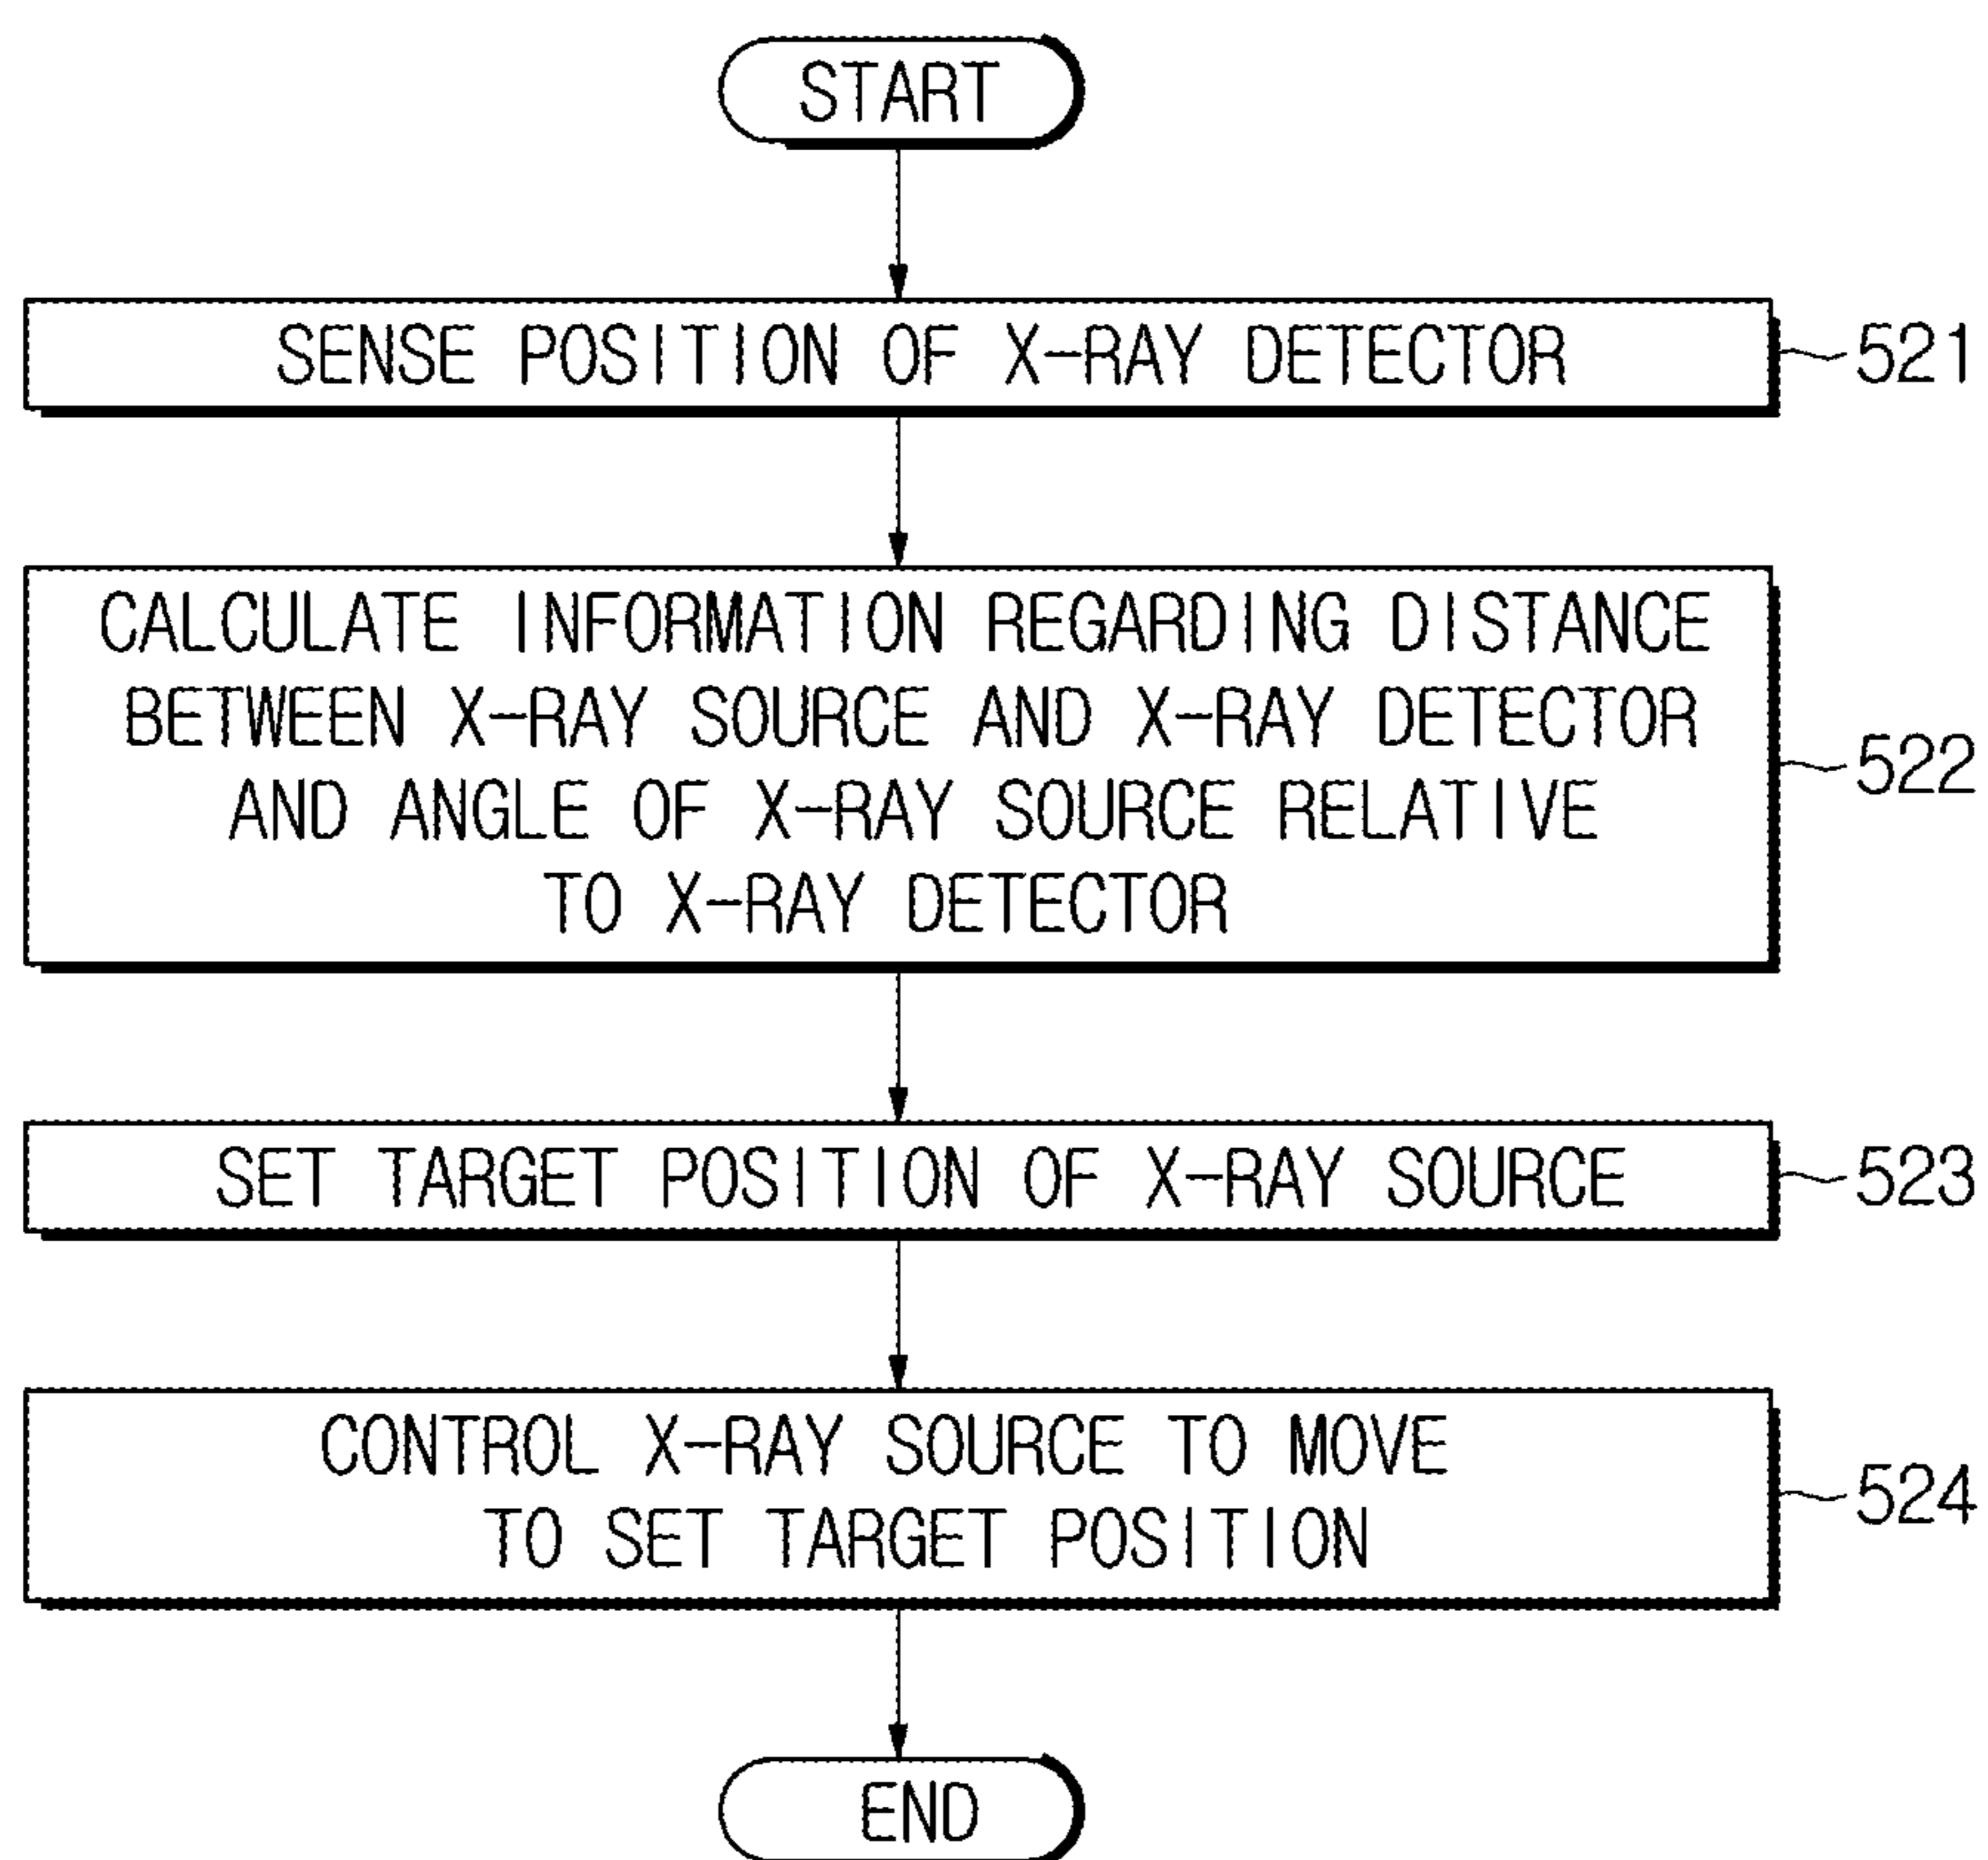 START
SENSE POSITION OF X-RAY DETECTOR
521
CALCULATE INFORMATION REGARDING DISTANCE
BETWEEN X-RAY SOURCE AND X-RAY DETECTOR
AND ANGLE OF X-RAY SOURCE RELATIVE
TO X-RAY DETECTOR
522
SET TARGET POSITION OF X-RAY SOURCE
523
CONTROL X-RAY SOURCE TO MOVE
TO SET TARGET POSITION
524
END